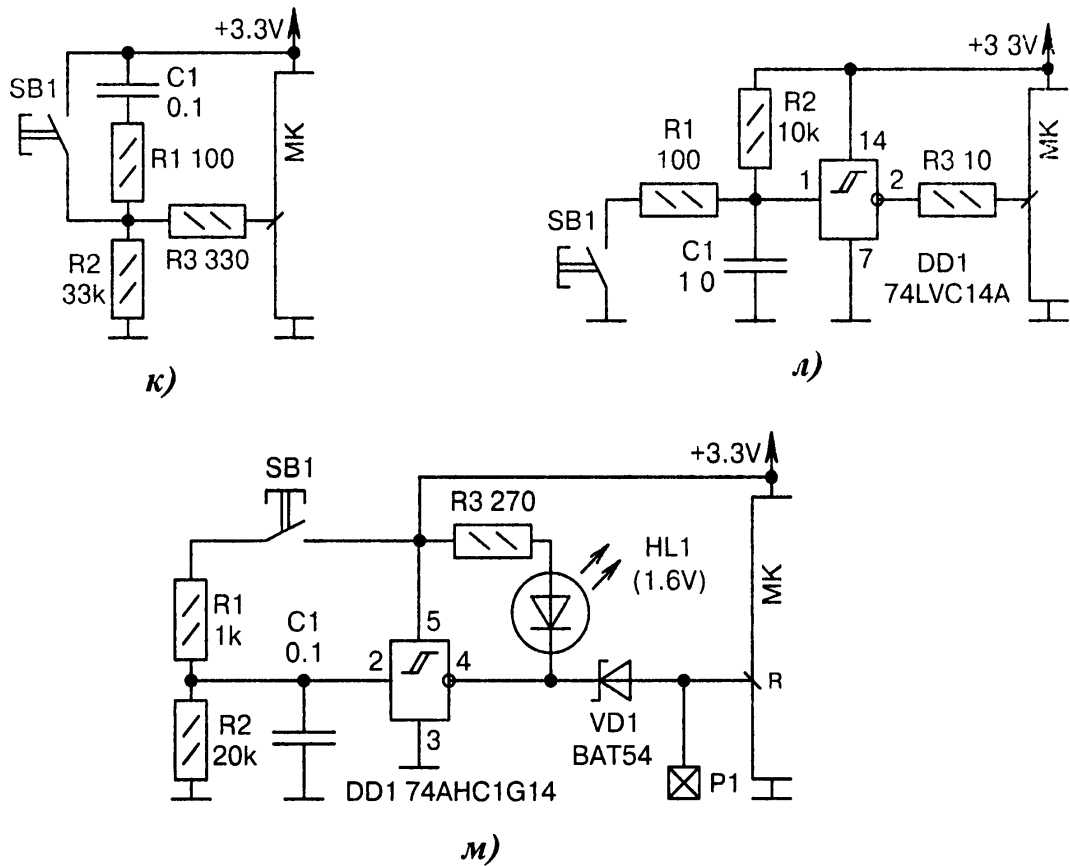 +3.3V
SB1
C1
0.1
R1 100
МК
R2
33k
R3 330
к)
+3 3V
R1
100
R2
10k
14
МК
1
2
R3 10
SB1
C1
1 0
7
DD1
74LVC14A
л)
+3.3V
SB1
R3 270
HL1
(1.6V)
МК
R1
1k
C1
0.1
5
2
4
R
R2
20k
3
VD1
BAT54
DD1 74AHC1G14
P1
м)